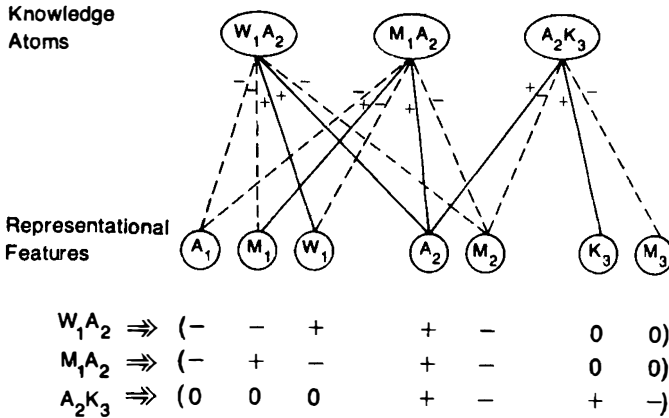 Knowledge
Atoms
W₁A₂ M₁A₂ A₂K₃
− − + + − − + − + − + − + −
Representational
Features
A₁ M₁ W₁ A₂ M₂ K₃ M₃
W₁A₂ ⇒> (− − + + − 0 0)
M₁A₂ ⇒> (− + − + − 0 0)
A₂K₃ ⇒> (0 0 0 + − + −)